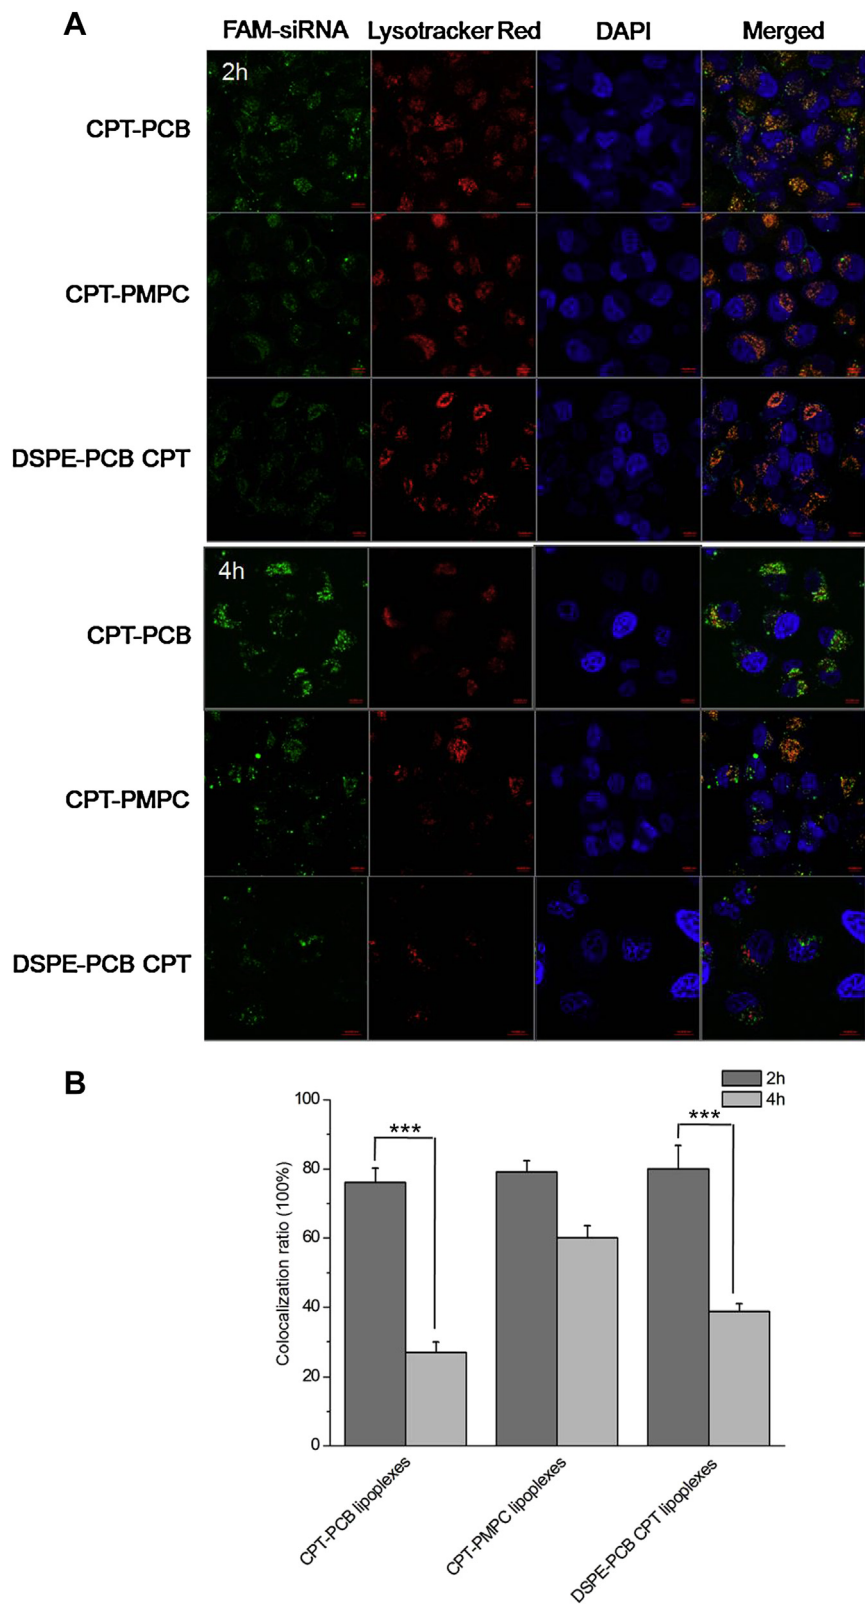 A
FAM-siRNA Lysotracker Red DAPI Merged
2h
CPT-PCB
CPT-PMPC
DSPE-PCB CPT
4h
CPT-PCB
CPT-PMPC
DSPE-PCB CPT
B
2h
4h
***
***
100
80
60
40
20
0
Colocalization ratio (100%)
CPT-PCB lipoplexes
CPT-PMPC lipoplexes
DSPE-PCB CPT lipoplexes